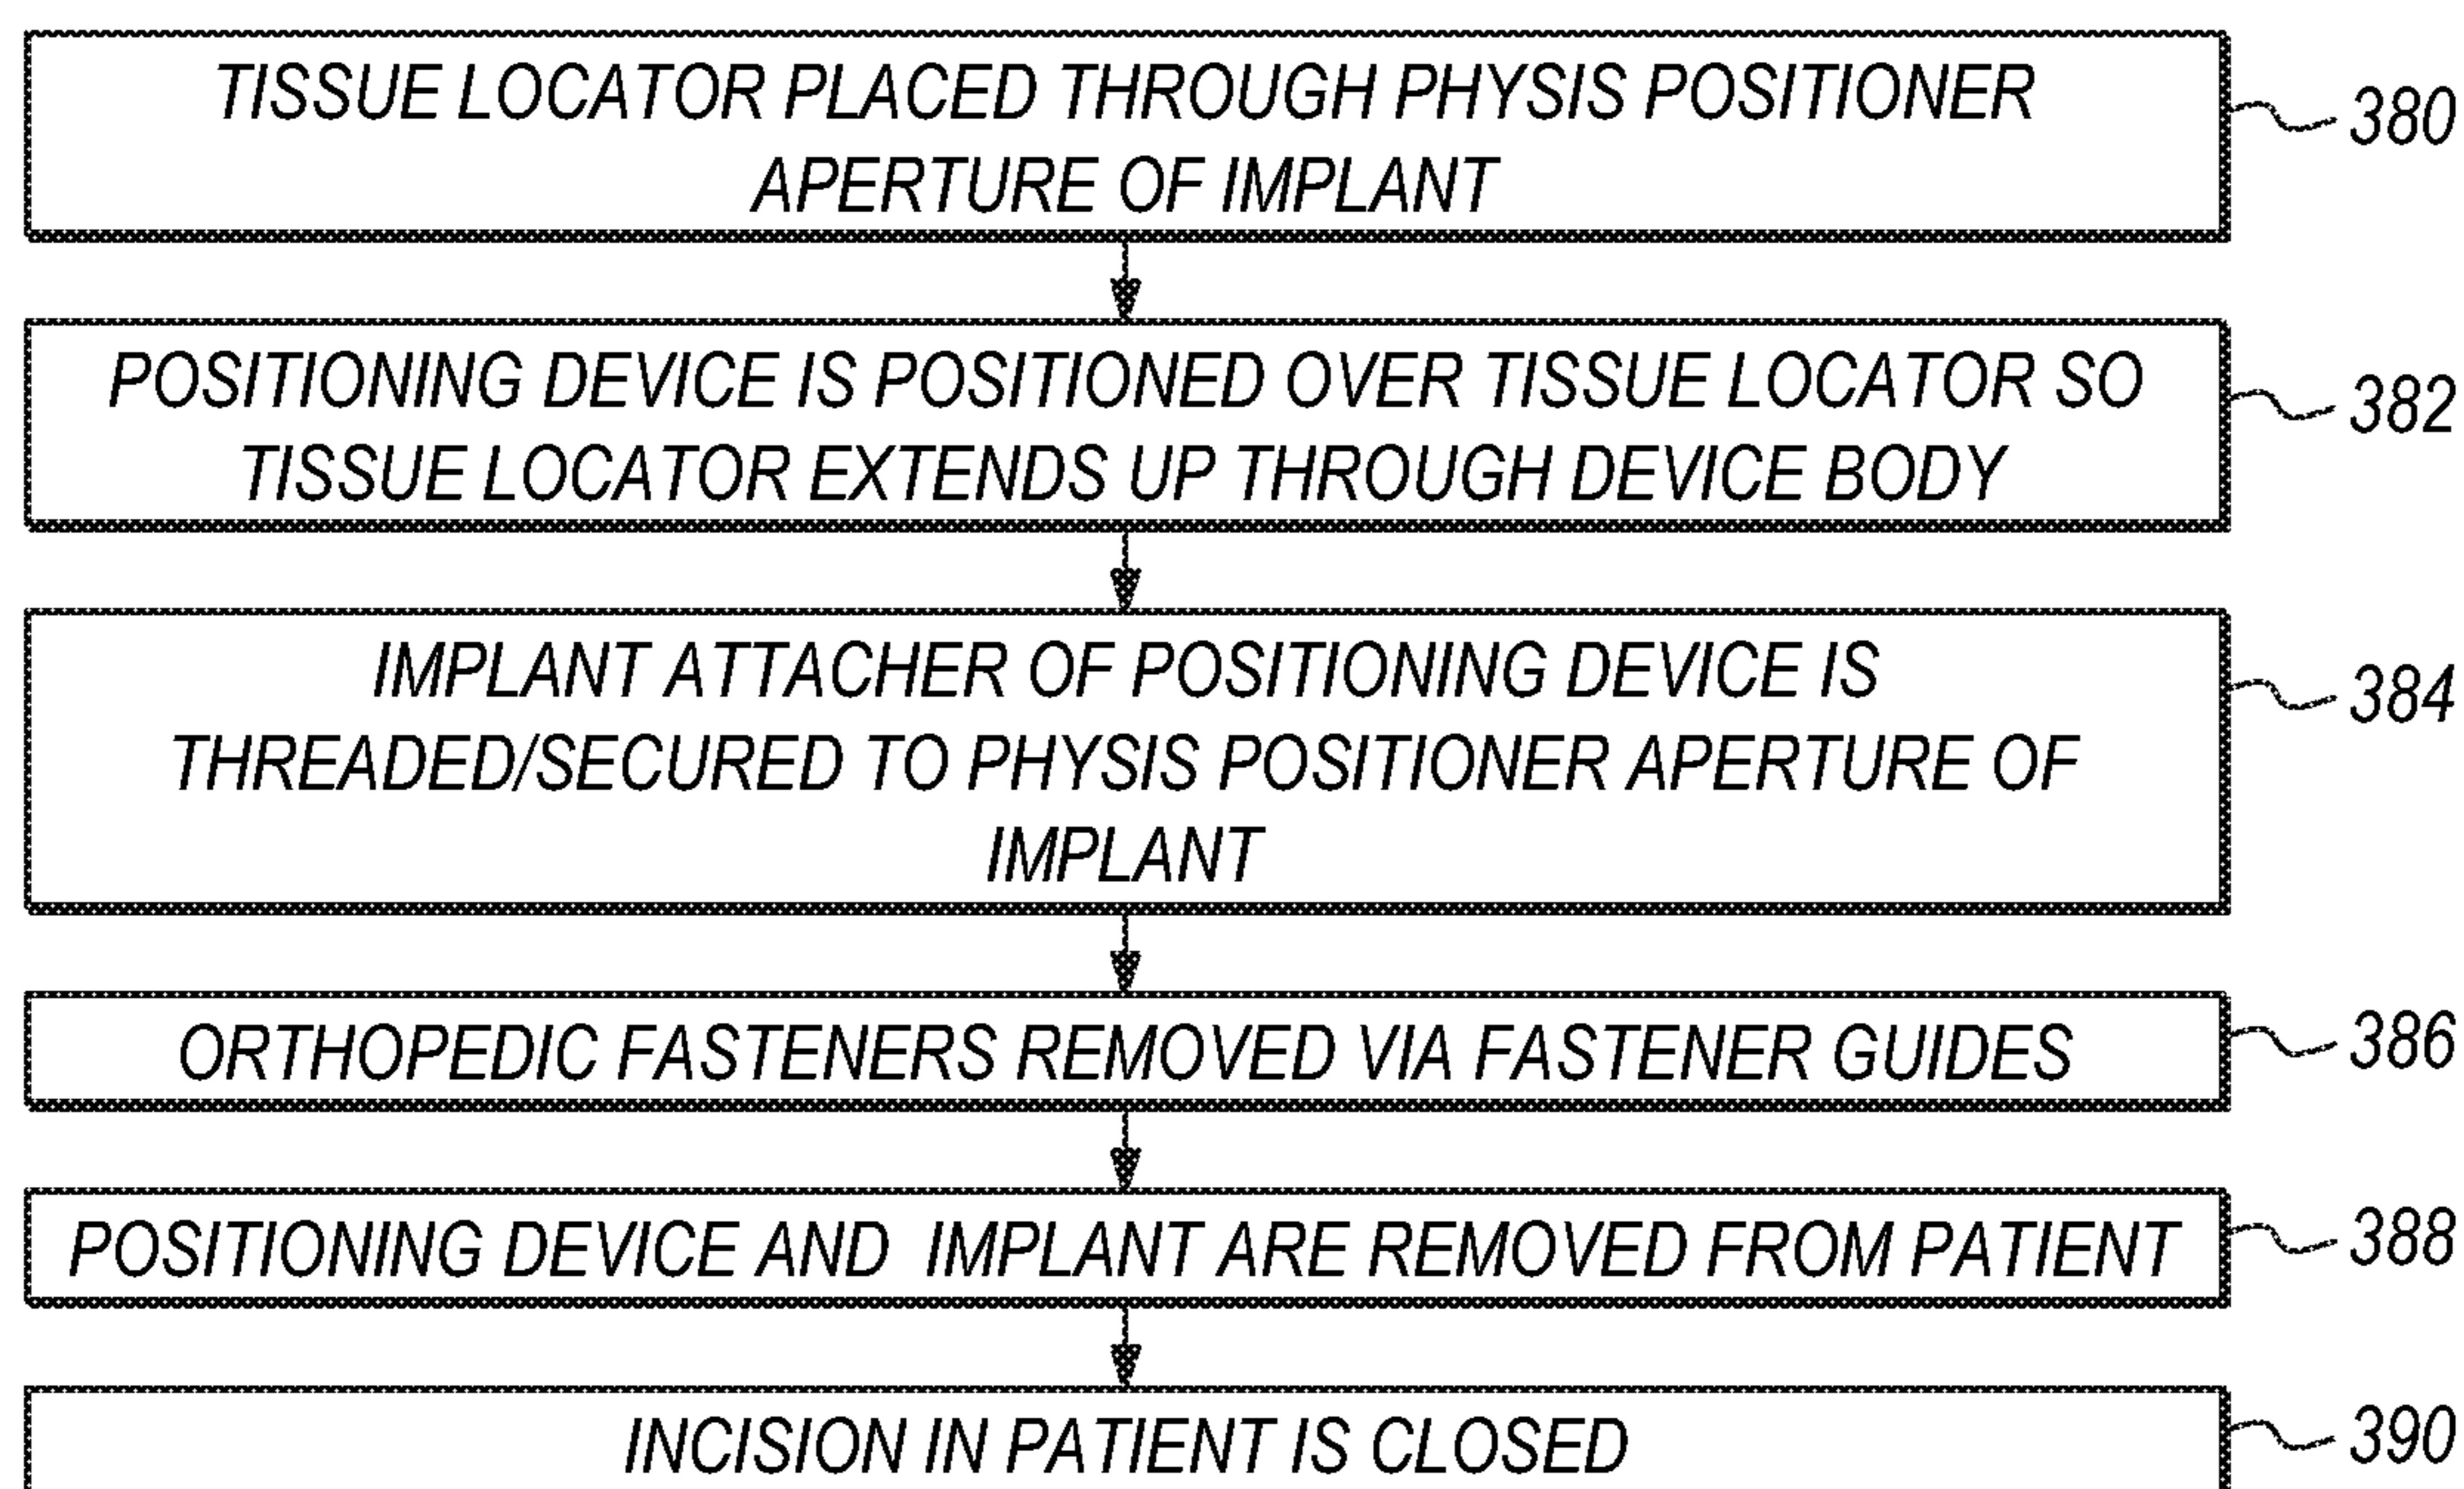 TISSUE LOCATOR PLACED THROUGH PHYSIS POSITIONER
APERTURE OF IMPLANT
380
POSITIONING DEVICE IS POSITIONED OVER TISSUE LOCATOR SO
TISSUE LOCATOR EXTENDS UP THROUGH DEVICE BODY
382
IMPLANT ATTACHER OF POSITIONING DEVICE IS
THREADED/SECURED TO PHYSIS POSITIONER APERTURE OF
IMPLANT
384
ORTHOPEDIC FASTENERS REMOVED VIA FASTENER GUIDES
386
POSITIONING DEVICE AND IMPLANT ARE REMOVED FROM PATIENT
388
INCISION IN PATIENT IS CLOSED
390